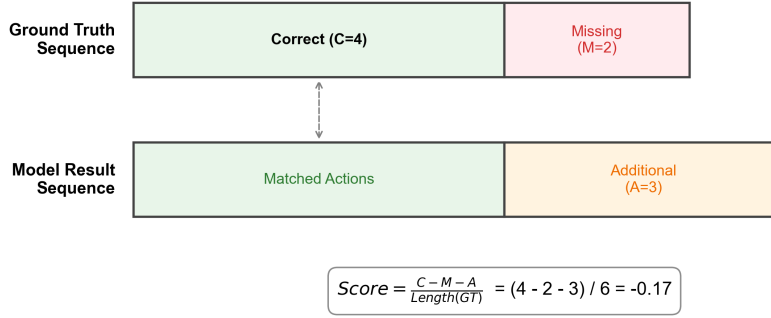 Ground Truth
Sequence
Correct (C=4)
Missing
(M=2)
Model Result
Sequence
Matched Actions
Additional
(A=3)
Score = C − M − A / Length(GT) = (4 - 2 - 3) / 6 = -0.17